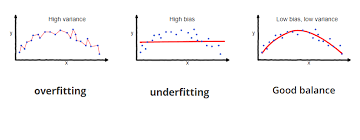 High variance
y
x
overfitting
High bias
y
x
underfitting
Low bias, low variance
y
x
Good balance